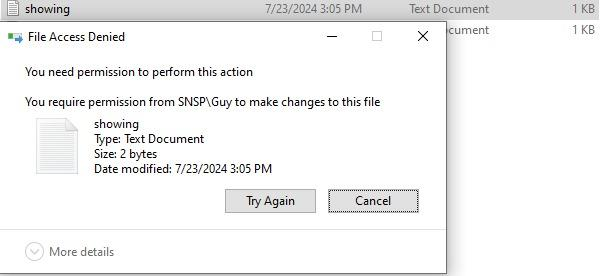 showing 7/23/2024 3:05 PM Text Document 1 KB
cument 1 KB
File Access Denied
You need permission to perform this action
You require permission from SNSP\Guy to make changes to this file
showing
Type: Text Document
Size: 2 bytes
Date modified: 7/23/2024 3:05 PM
Try Again Cancel
More details